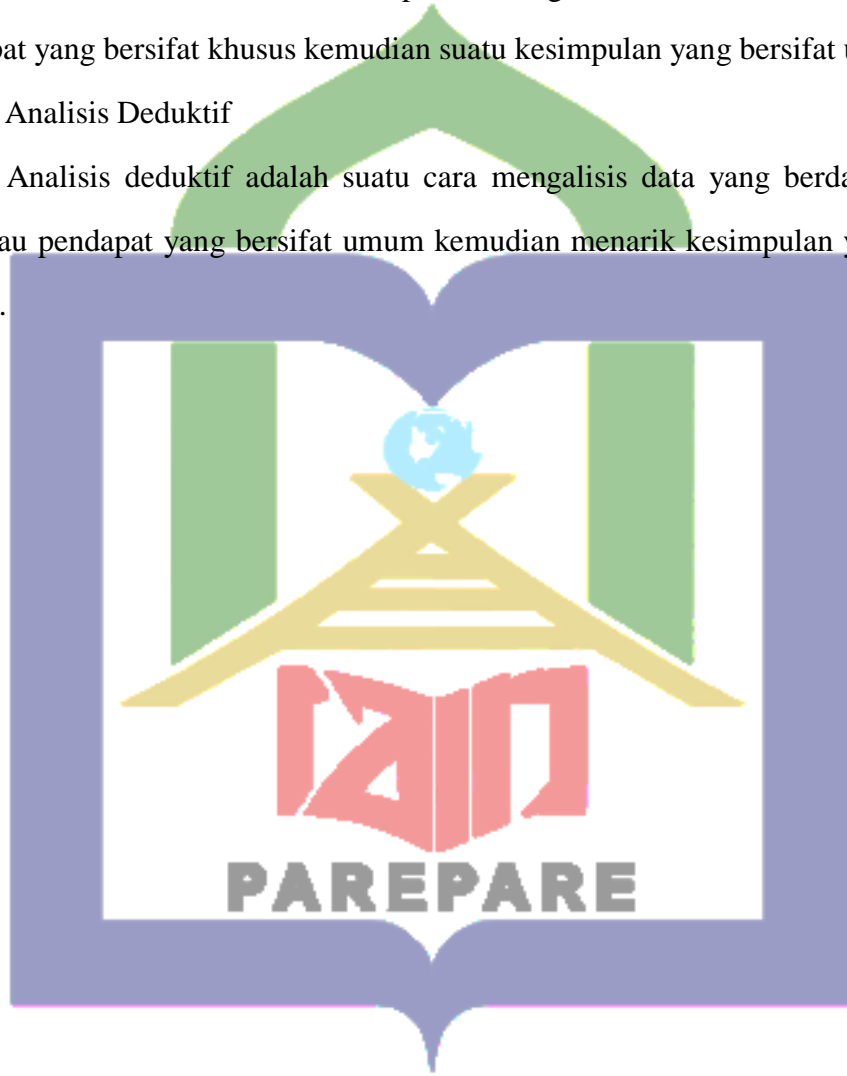 pat yang bersifat khusus kemudian suatu kesimpulan yang bersifat u
Analisis Deduktif
Analisis deduktif adalah suatu cara mengalisis data yang berda
au pendapat yang bersifat umum kemudian menarik kesimpulan y
.
iain
PAREPARE